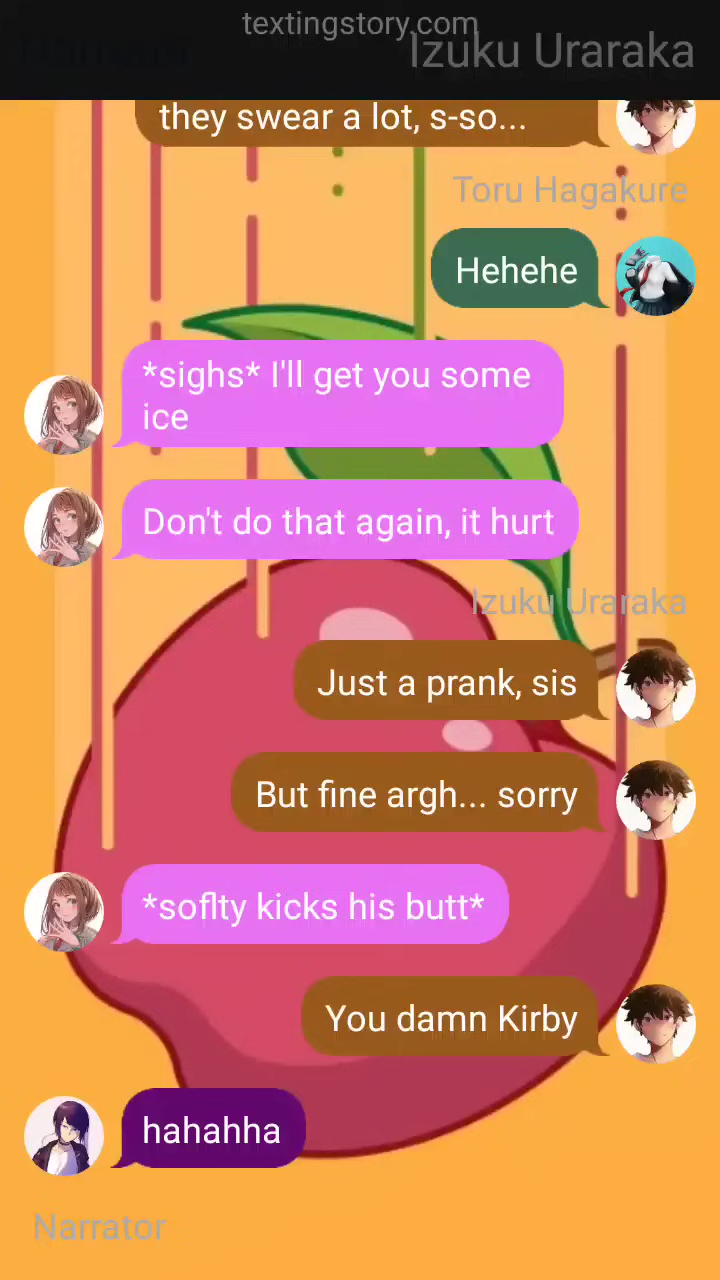 textingstory.com
Izuku Uraraka
they swear a lot, s-so...
Toru Hagakure
Hehehe
*sighs* I'll get you some
ice
Don't do that again, it hurt
Izuku Uraraka
Just a prank, sis
But fine argh... sorry
*soflty kicks his butt*
You damn Kirby
hahahha
Narrator